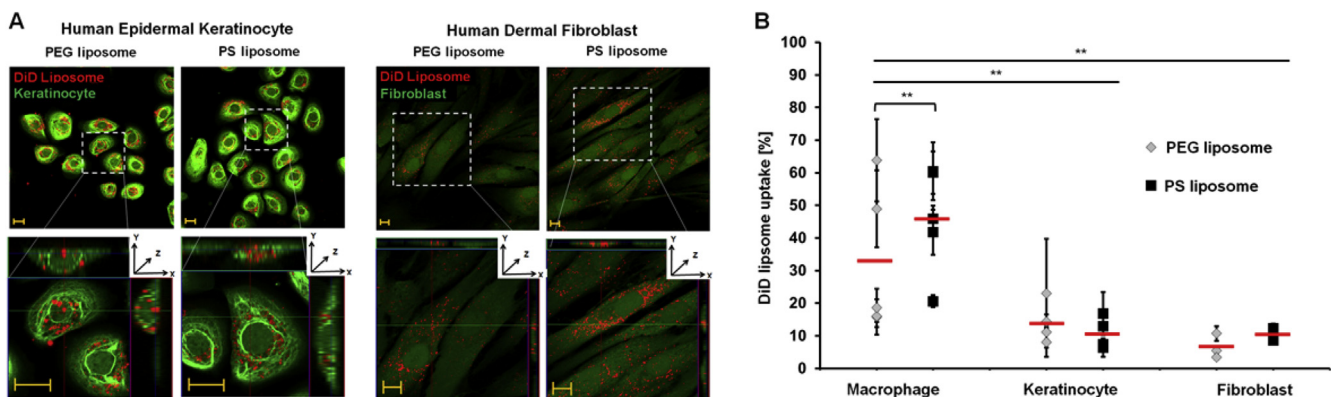 A
Human Epidermal Keratinocyte
PEG liposome
PS liposome
DiD Liposome
Keratinocyte
Y
Z
X
Y
Z
X
Human Dermal Fibroblast
PEG liposome
PS liposome
DiD Liposome
Fibroblast
Y
Z
X
Y
Z
X
B
DiD liposome uptake [%]
100
90
80
70
60
50
40
30
20
10
0
**
**
**
PEG liposome
PS liposome
Macrophage
Keratinocyte
Fibroblast